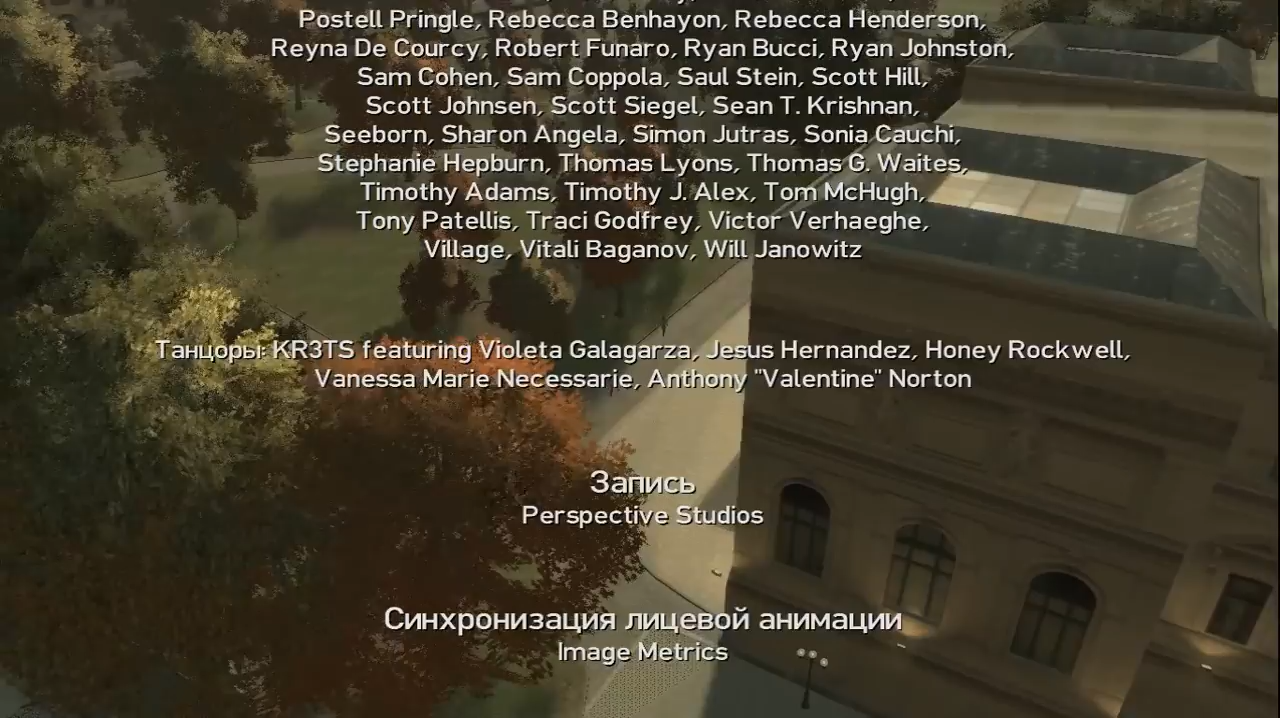 Postell Pringle, Rebecca Benhayon, Rebecca Henderson,
Reyna De Courcy, Robert Funaro, Ryan Bucci, Ryan Johnston,
Sam Cohen, Sam Coppola, Saul Stein, Scott Hill,
Scott Johnsen, Scott Siegel, Sean T. Krishnan,
Seeborn, Sharon Angela, Simon Jutras, Sonia Cauchi,
Stephanie Hepburn, Thomas Lyons, Thomas G. Waites,
Timothy Adams, Timothy J. Alex, Tom McHugh,
Tony Patellis, Traci Godfrey, Victor Verhaeghe,
Village, Vitali Baganov, Will Janowitz
Танцоры: KR3TS featuring Violeta Galagarza, Jesus Hernandez, Honey Rockwell,
Vanessa Marie Necessarie, Anthony "Valentine" Norton
Запись
Perspective Studios
Синхронизация лицевой анимации
Image Metrics